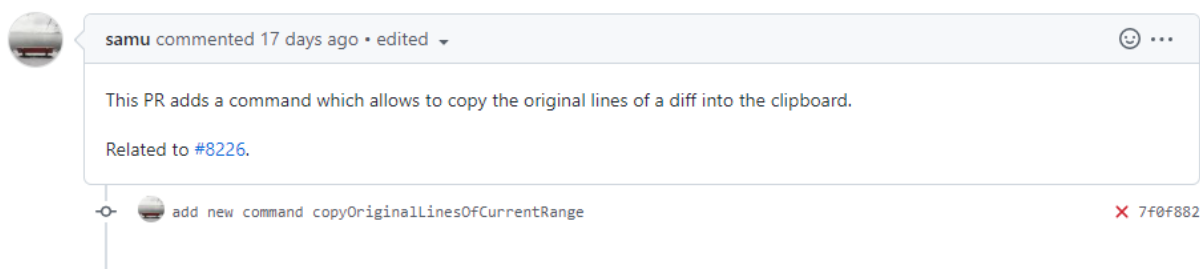 samu commented 17 days ago • edited
This PR adds a command which allows to copy the original lines of a diff into the clipboard.
Related to #8226.
add new command copyOriginalLinesOfCurrentRange 7f0f882